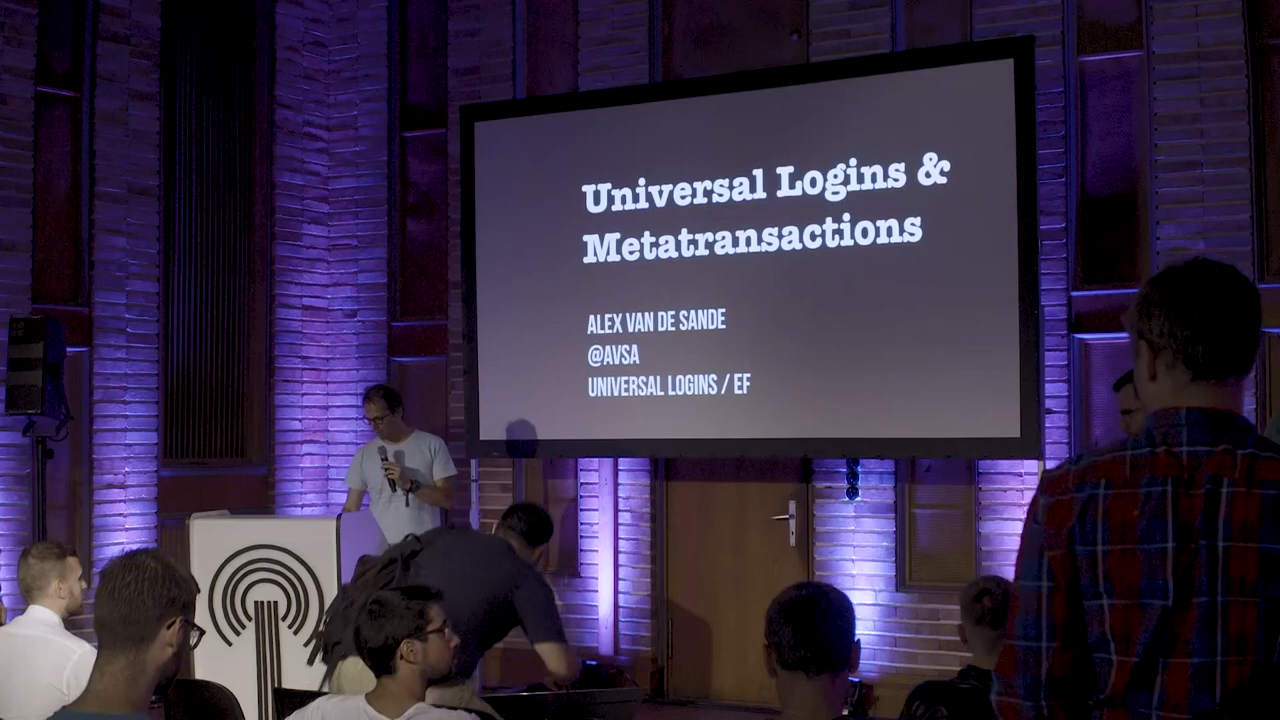 Universal Logins &
Metatransactions
ALEX VAN DE SANDE
@AVSA
UNIVERSAL LOGINS / EF